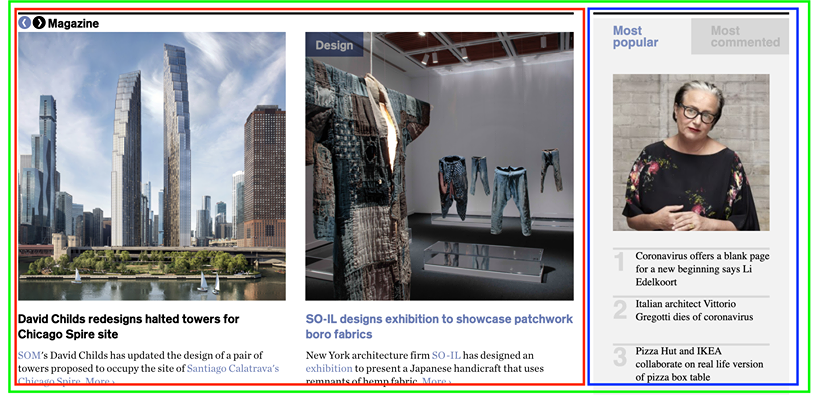 Magazine
Design
David Childs redesigns halted towers for
Chicago Spire site
SOM's David Childs has updated the design of a pair of
towers proposed to occupy the site of Santiago Calatrava's
Chicago Spire. More ›
SO-IL designs exhibition to showcase patchwork
boro fabrics
New York architecture firm SO-IL has designed an
exhibition to present a Japanese handicraft that uses
remnants of hemp fabric. More ›
Most
popular
Most
commented
1 Coronavirus offers a blank page
for a new beginning says Li
Edelkoort
2 Italian architect Vittorio
Gregotti dies of coronavirus
3 Pizza Hut and IKEA
collaborate on real life version
of pizza box table